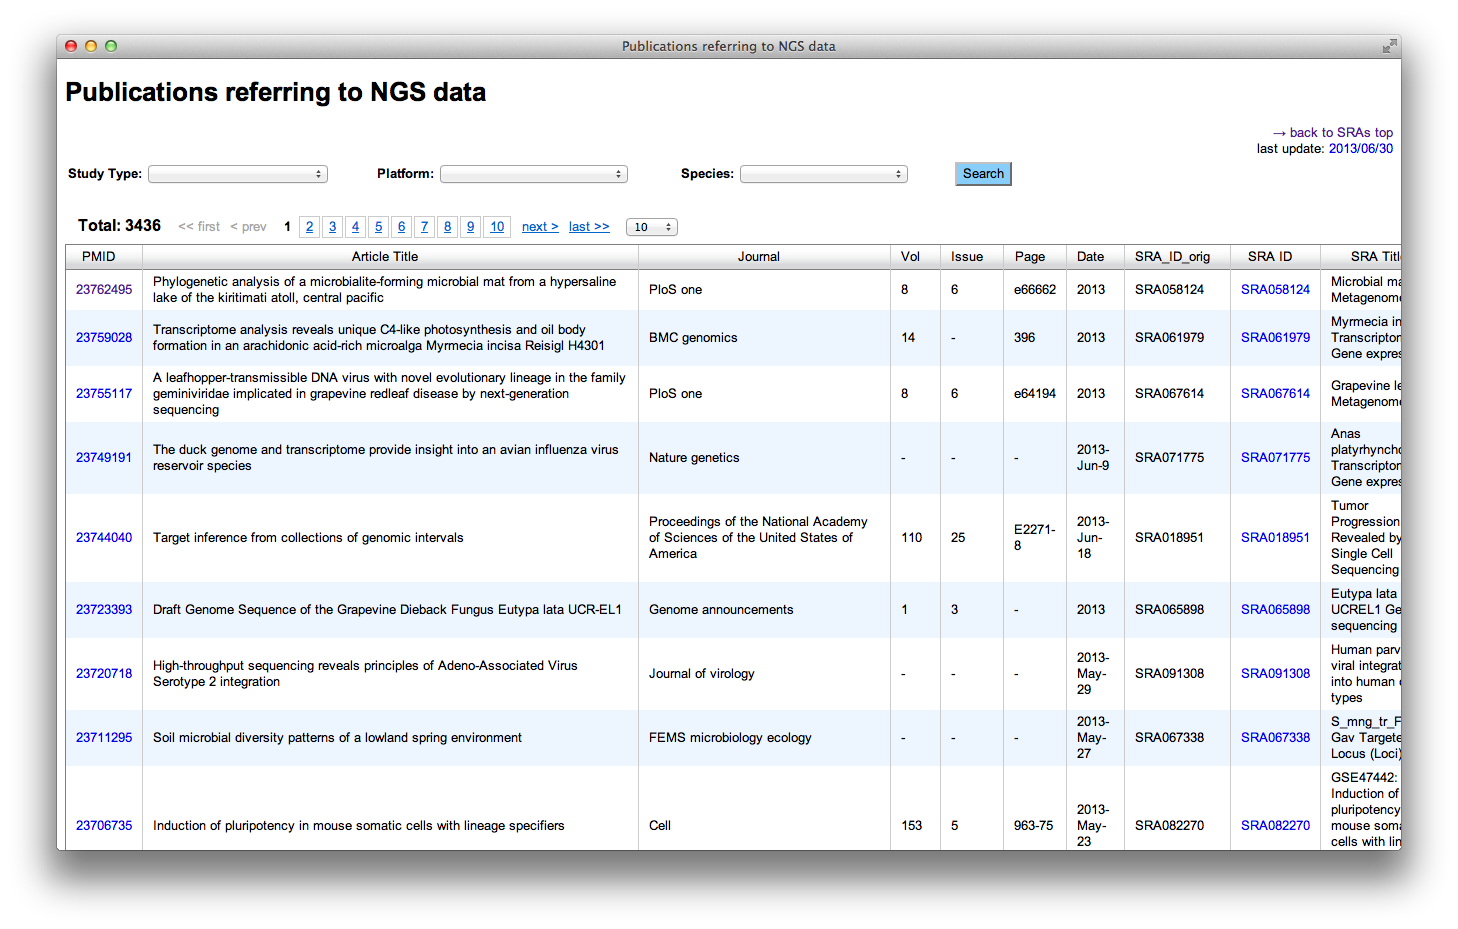 Publications referring to NGS data
Publications referring to NGS data
→ back to SRAs top
last update: 2013/06/30
Study Type: Platform: Species: Search
Total: 3436 << first < prev 1 2 3 4 5 6 7 8 9 10 next > last >> 10
PMID Article Title Journal Vol Issue Page Date SRA_ID_orig SRA ID SRA Titl
23762495
Phylogenetic analysis of a microbialite-forming microbial mat from a hypersaline
lake of the kiritimati atoll, central pacific
PloS one 8 6 e66662 2013 SRA058124 SRA058124
Microbial ma
Metagenom
23759028
Transcriptome analysis reveals unique C4-like photosynthesis and oil body
formation in an arachidonic acid-rich microalga Myrmecia incisa Reisigl H4301
BMC genomics 14 - 396 2013 SRA061979 SRA061979
Myrmecia in
Transcriptor
Gene expres
23755117
A leafhopper-transmissible DNA virus with novel evolutionary lineage in the family
geminiviridae implicated in grapevine redleaf disease by next-generation
sequencing
PloS one 8 6 e64194 2013 SRA067614 SRA067614
Grapevine le
Metagenom
23749191
The duck genome and transcriptome provide insight into an avian influenza virus
reservoir species
Nature genetics - - -
2013-
Jun-9
SRA071775 SRA071775
Anas
platyrhyncho
Transcriptor
Gene expres
23744040
Target inference from collections of genomic intervals
Proceedings of the National Academy
of Sciences of the United States of
America
110 25
E2271-
8
2013-
Jun-
18
SRA018951 SRA018951
Tumor
Progression
Revealed by
Single Cell
Sequencing
23723393
Draft Genome Sequence of the Grapevine Dieback Fungus Eutypa lata UCR-EL1
Genome announcements 1 3 - 2013 SRA065898 SRA065898
Eutypa lata
UCREL1 Ge
sequencing
23720718
High-throughput sequencing reveals principles of Adeno-Associated Virus
Serotype 2 integration
Journal of virology - - -
2013-
May-
29
SRA091308 SRA091308
Human parv
viral integrat
into human
types
23711295
Soil microbial diversity patterns of a lowland spring environment
FEMS microbiology ecology - - -
2013-
May-
27
SRA067338 SRA067338
S_mng_tr_F
Gav Targete
Locus (Loci)
23706735
Induction of pluripotency in mouse somatic cells with lineage specifiers
Cell 153 5 963-75
2013-
May-
23
SRA082270 SRA082270
GSE47442:
Induction of
pluripotency
mouse soma
cells with lin